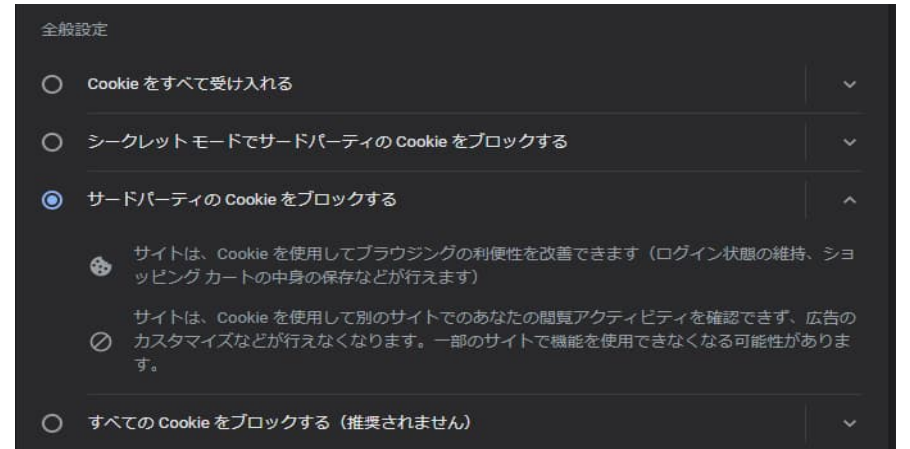 全般設定
Cookie をすべて受け入れる
シークレット モードでサードパーティの Cookie をブロックする
サードパーティの Cookie をブロックする
サイトは、Cookie を使用してブラウジングの利便性を改善できます（ログイン状態の維持、ショ
ッピング カートの中身の保存などが行えます）
サイトは、Cookie を使用して別のサイトでのあなたの閲覧アクティビティを確認できず、広告の
カスタマイズなどが行えなくなります。一部のサイトで機能を使用できなくなる可能性がありま
す。
すべての Cookie をブロックする（推奨されません）